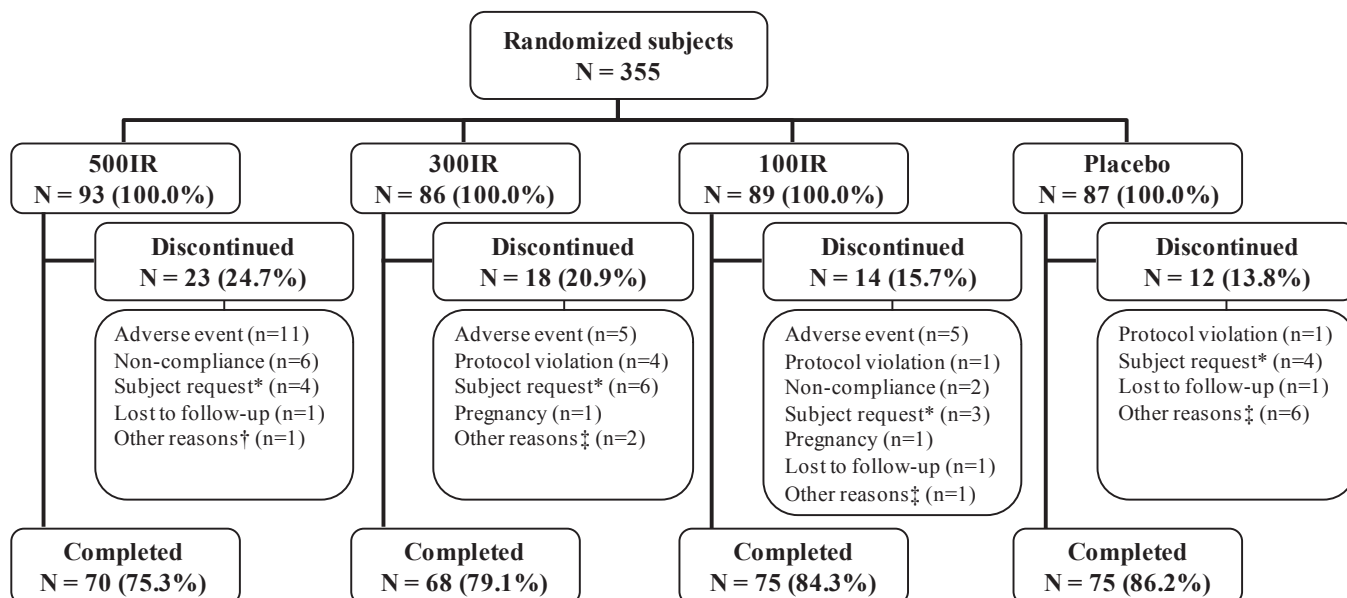 Randomized subjects
N = 355
500IR
N = 93 (100.0%)
300IR
N = 86 (100.0%)
100IR
N = 89 (100.0%)
Placebo
N = 87 (100.0%)
Discontinued
N = 23 (24.7%)
Discontinued
N = 18 (20.9%)
Discontinued
N = 14 (15.7%)
Discontinued
N = 12 (13.8%)
Adverse event (n=11)
Non-compliance (n=6)
Subject request* (n=4)
Lost to follow-up (n=1)
Other reasons† (n=1)
Adverse event (n=5)
Protocol violation (n=4)
Subject request* (n=6)
Pregnancy (n=1)
Other reasons‡ (n=2)
Adverse event (n=5)
Protocol violation (n=1)
Non-compliance (n=2)
Subject request* (n=3)
Pregnancy (n=1)
Lost to follow-up (n=1)
Other reasons‡ (n=1)
Protocol violation (n=1)
Subject request* (n=4)
Lost to follow-up (n=1)
Other reasons‡ (n=6)
Completed
N = 70 (75.3%)
Completed
N = 68 (79.1%)
Completed
N = 75 (84.3%)
Completed
N = 75 (86.2%)